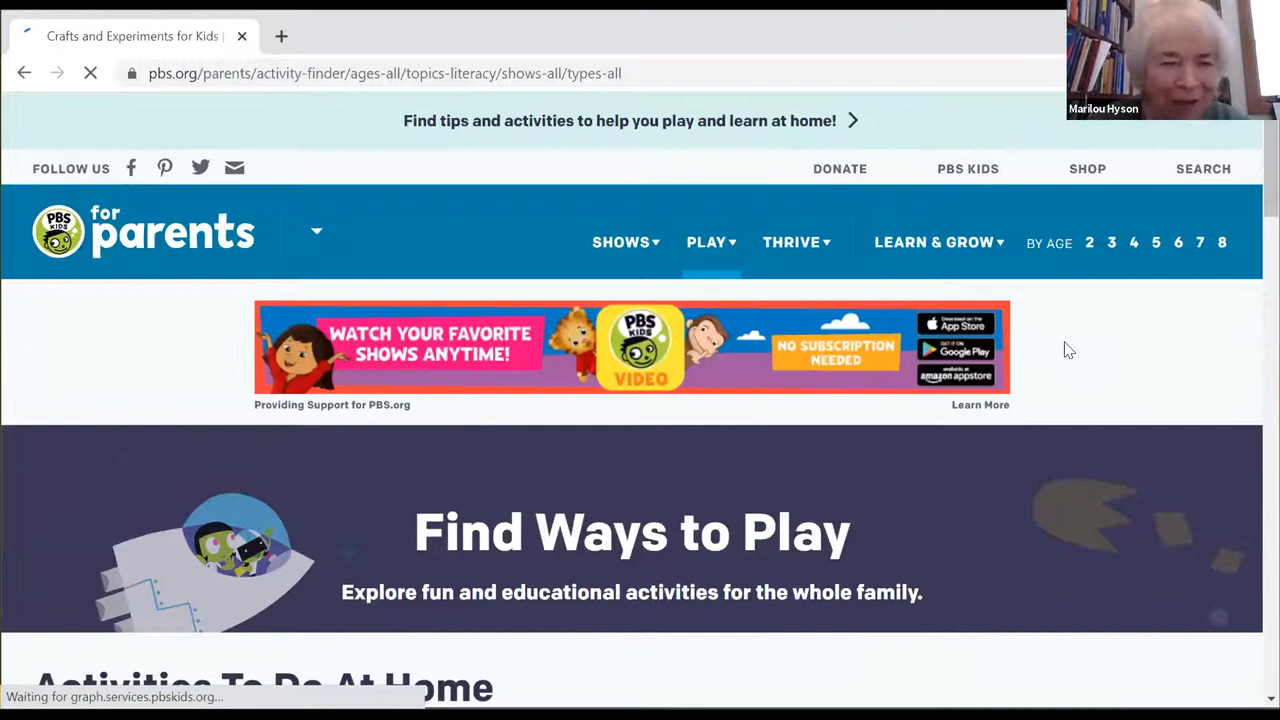 Crafts and Experiments for Kids
pbs.org/parents/activity-finder/ages-all/topics-literacy/shows-all/types-all
Marilou Hyson
Find tips and activities to help you play and learn at home!
FOLLOW US
DONATE
PBS KIDS
SHOP
SEARCH
PBS KIDS
for parents
SHOWS
PLAY
THRIVE
LEARN & GROW
BY AGE 2 3 4 5 6 7 8
WATCH YOUR FAVORITE
SHOWS ANYTIME!
PBS KIDS
VIDEO
NO SUBSCRIPTION
NEEDED
Download on the
App Store
GET IT ON
Google Play
available at
amazon appstore
Providing Support for PBS.org
Learn More
Find Ways to Play
Explore fun and educational activities for the whole family.
Activities To Do At Home
Waiting for graph.services.pbskids.org...